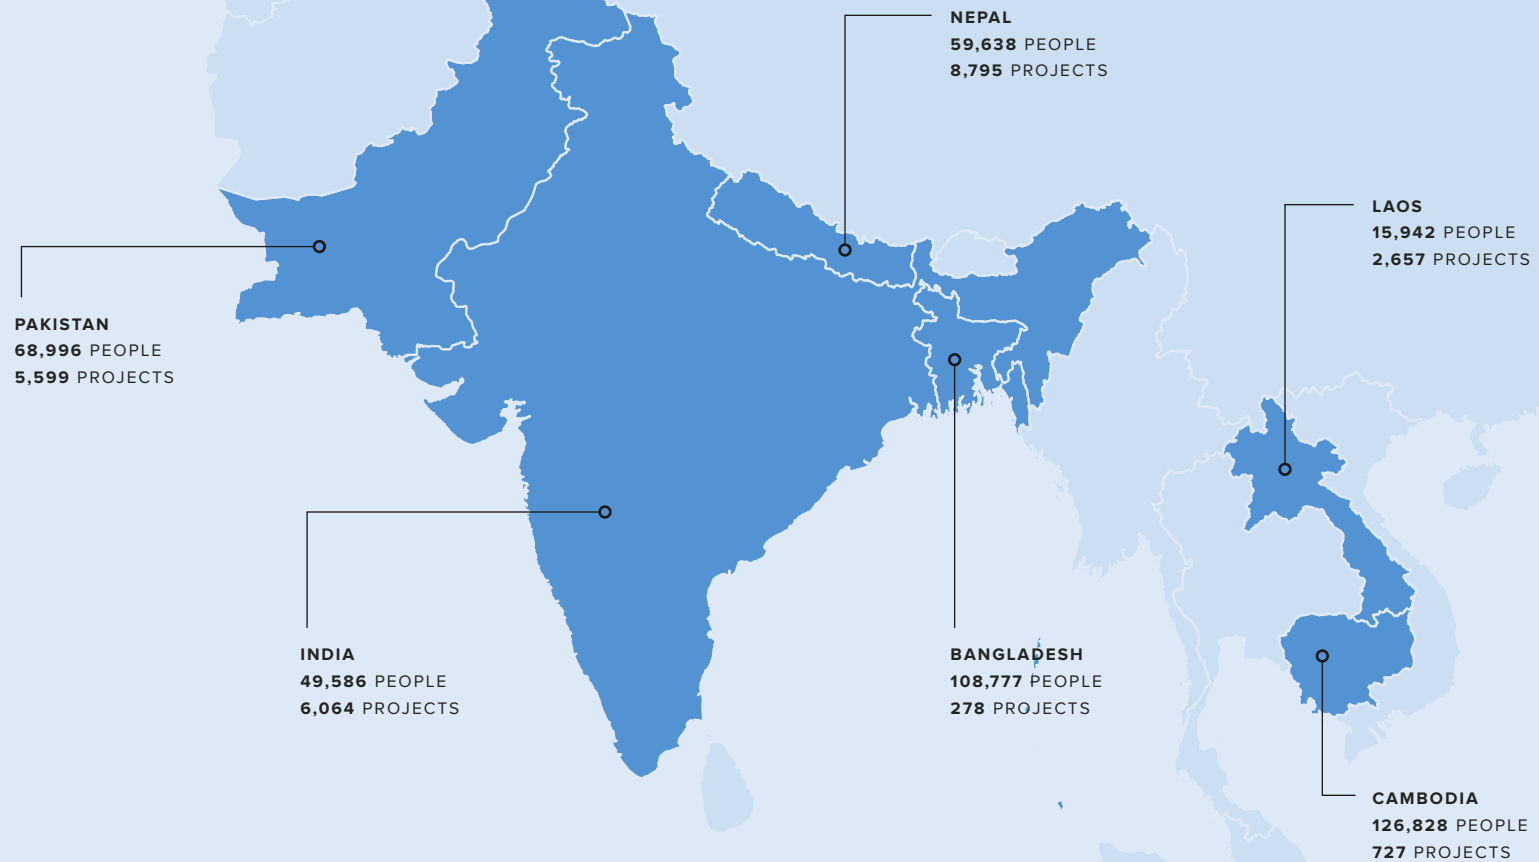 NEPAL
59,638 PEOPLE
8,795 PROJECTS
LAOS
15,942 PEOPLE
2,657 PROJECTS
PAKISTAN
68,996 PEOPLE
5,599 PROJECTS
INDIA
49,586 PEOPLE
6,064 PROJECTS
BANGLADESH
108,777 PEOPLE
278 PROJECTS
CAMBODIA
126,828 PEOPLE
727 PROJECTS